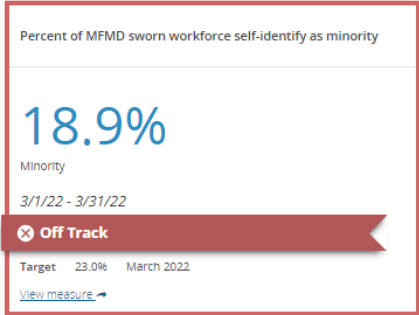 Percent of MFMD sworn workforce self-identify as minority
18.9%
Minority
3/1/22 - 3/31/22
Off Track
Target 23.0% March 2022
View measure